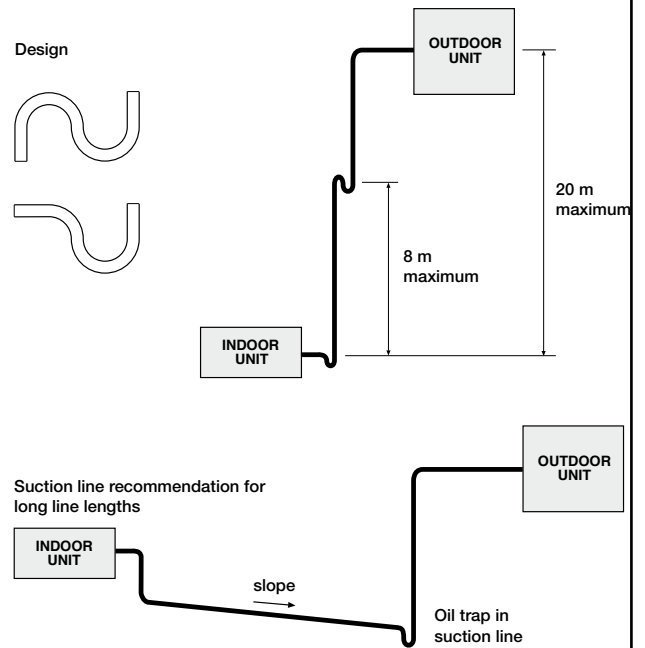 Design
OUTDOOR
UNIT
20 m
maximum
8 m
maximum
INDOOR
UNIT
OUTDOOR
UNIT
Suction line recommendation for
long line lengths
INDOOR
UNIT
slope
Oil trap in
suction line